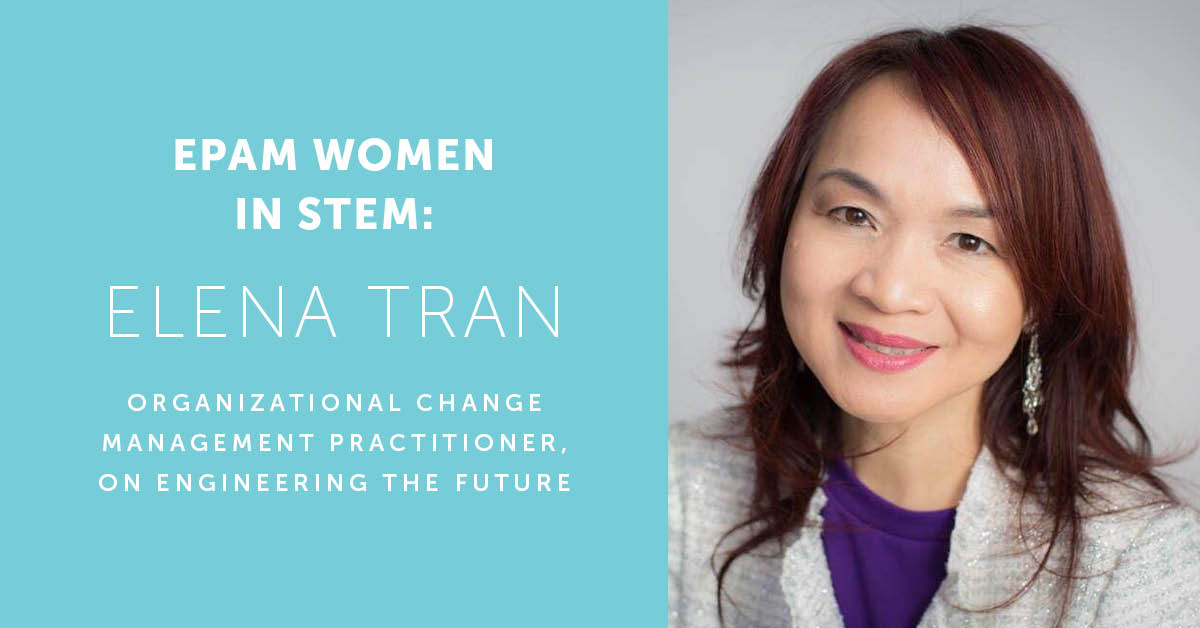 EPAM WOMEN
IN STEM:
ELENA TRAN
ORGANIZATIONAL CHANGE
MANAGEMENT PRACTITIONER,
ON ENGINEERING THE FUTURE